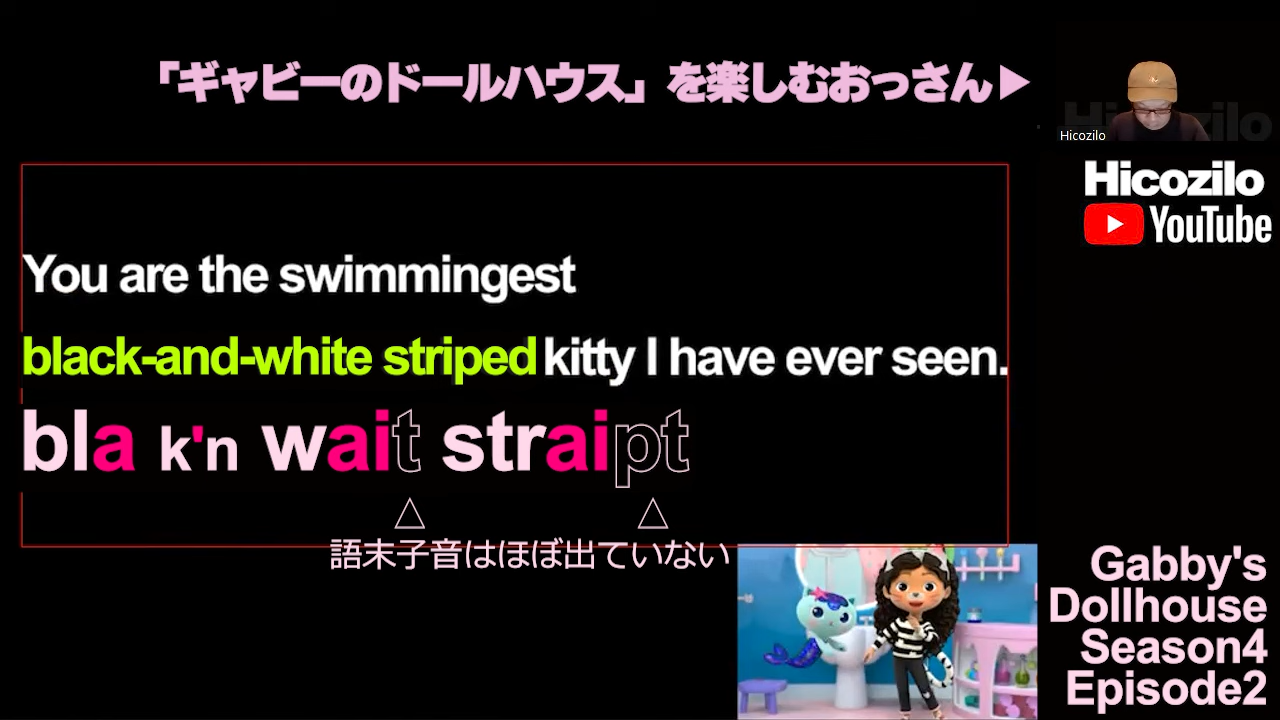 「ギャビーのドールハウス」を楽しむおっさん▶
Hicozilo
Hicozilo
Hicozilo
YouTube
You are the swimmingest
black-and-white striped kitty I have ever seen.
bla k'n wait straipt
△ △
語末子音はほぼ出ていない
Gabby's
Dollhouse
Season4
Episode2